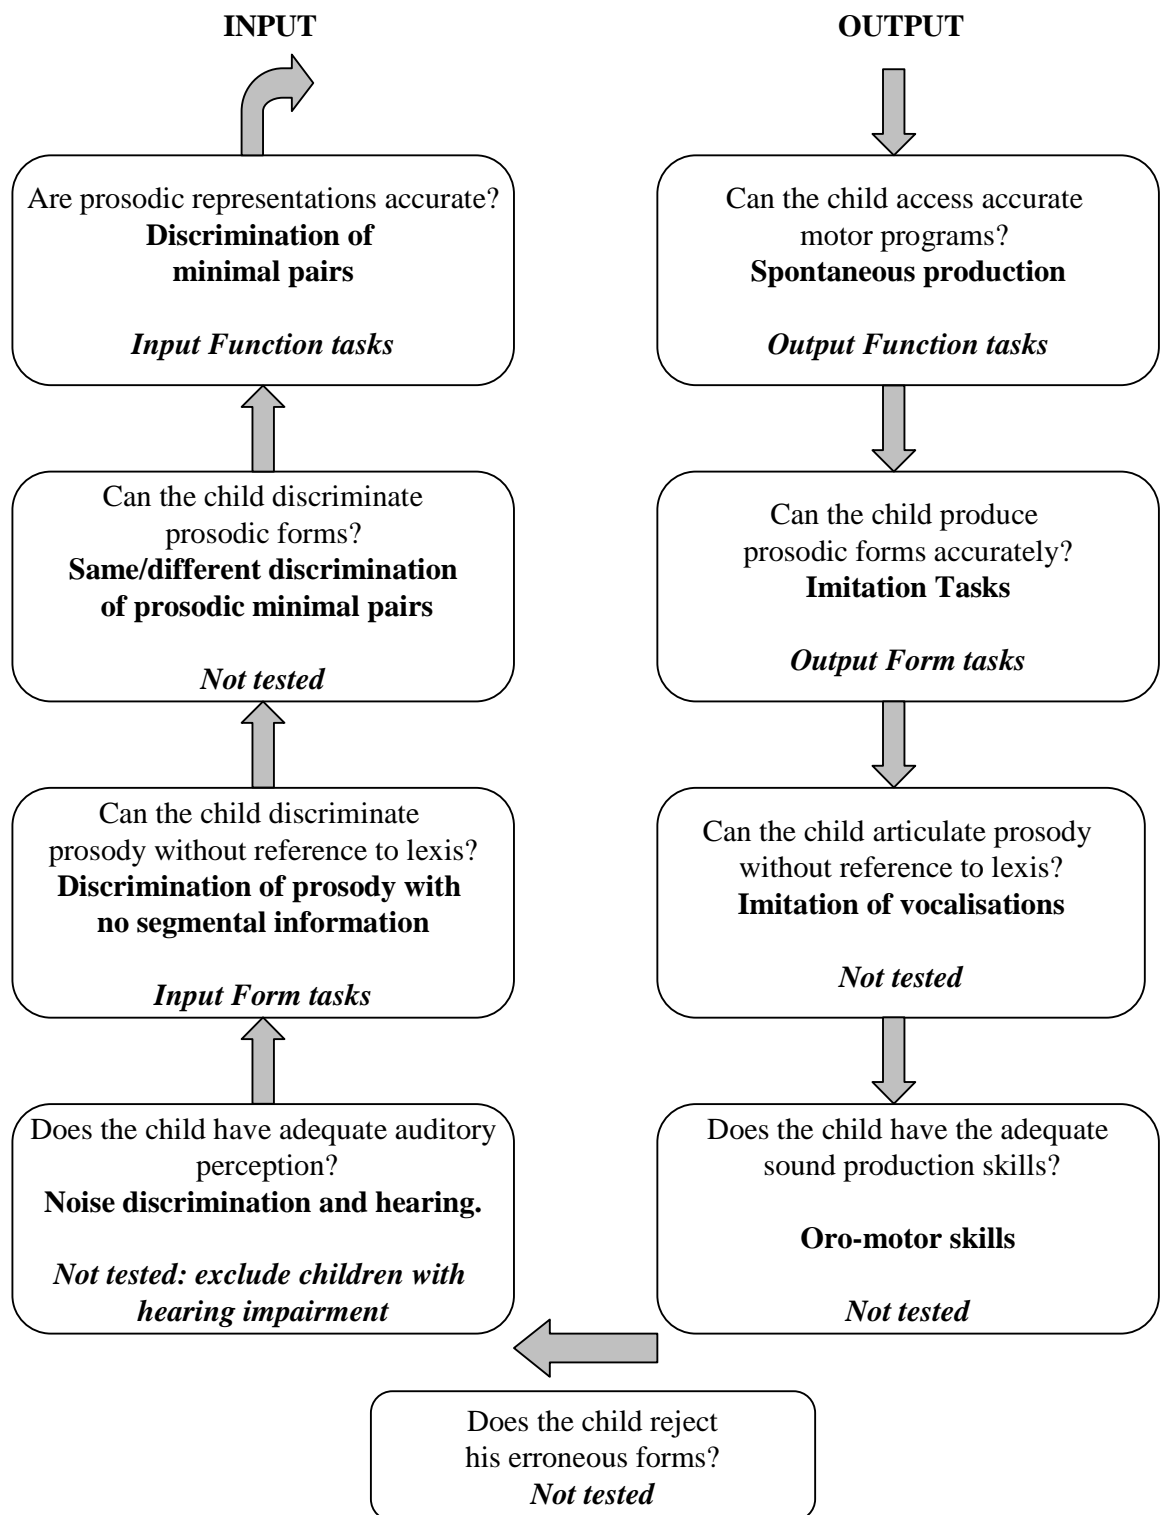 INPUT
Are prosodic representations accurate?
Discrimination of
minimal pairs
Input Function tasks
Can the child discriminate
prosodic forms?
Same/different discrimination
of prosodic minimal pairs
Not tested
Can the child discriminate
prosody without reference to lexis?
Discrimination of prosody with
no segmental information
Input Form tasks
Does the child have adequate auditory
perception?
Noise discrimination and hearing.
Not tested: exclude children with
hearing impairment
OUTPUT
Can the child access accurate
motor programs?
Spontaneous production
Output Function tasks
Can the child produce
prosodic forms accurately?
Imitation Tasks
Output Form tasks
Can the child articulate prosody
without reference to lexis?
Imitation of vocalisations
Not tested
Does the child have the adequate
sound production skills?
Oro-motor skills
Not tested
Does the child reject
his erroneous forms?
Not tested